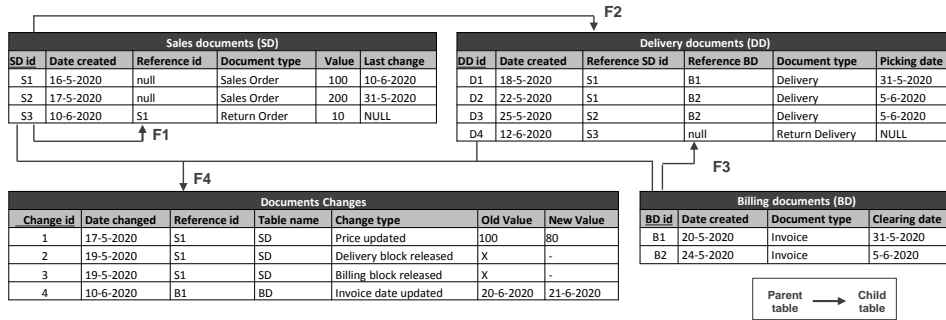 F2
Sales documents (SD)
SD id Date created Reference id Document type Value Last change
S1 16-5-2020 null Sales Order 100 10-6-2020
S2 17-5-2020 null Sales Order 200 31-5-2020
S3 10-6-2020 S1 Return Order 10 NULL
Delivery documents (DD)
DD id Date created Reference SD id Reference BD Document type Picking date
D1 18-5-2020 S1 B1 Delivery 31-5-2020
D2 22-5-2020 S1 B2 Delivery 5-6-2020
D3 25-5-2020 S2 B2 Delivery 5-6-2020
D4 12-6-2020 S3 null Return Delivery NULL
F1
F3
F4
Documents Changes
Change id Date changed Reference id Table name Change type Old Value New Value
1 17-5-2020 S1 SD Price updated 100 80
2 19-5-2020 S1 SD Delivery block released X -
3 19-5-2020 S1 SD Billing block released X -
4 10-6-2020 B1 BD Invoice date updated 20-6-2020 21-6-2020
Billing documents (BD)
BD id Date created Document type Clearing date
B1 20-5-2020 Invoice 31-5-2020
B2 24-5-2020 Invoice 5-6-2020
Parent Child
table table